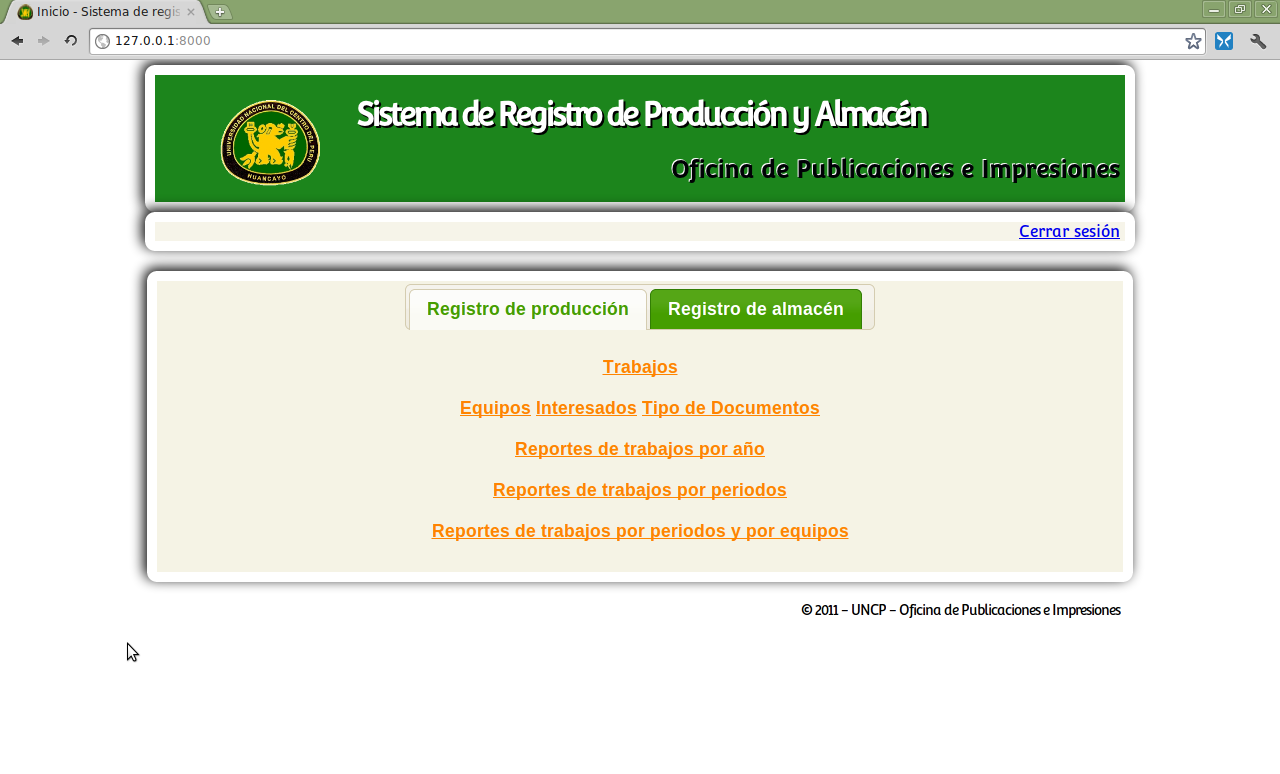 Inicio - Sistema de regis
127.0.0.1:8000
UNIVERSIDAD NACIONAL DEL CENTRO DEL PERU
HUANCAYO
Sistema de Registro de Producción y Almacén
Oficina de Publicaciones e Impresiones
Cerrar sesión
Registro de producción Registro de almacén
Trabajos
Equipos Interesados Tipo de Documentos
Reportes de trabajos por año
Reportes de trabajos por periodos
Reportes de trabajos por periodos y por equipos
© 2011 – UNCP – Oficina de Publicaciones e Impresiones